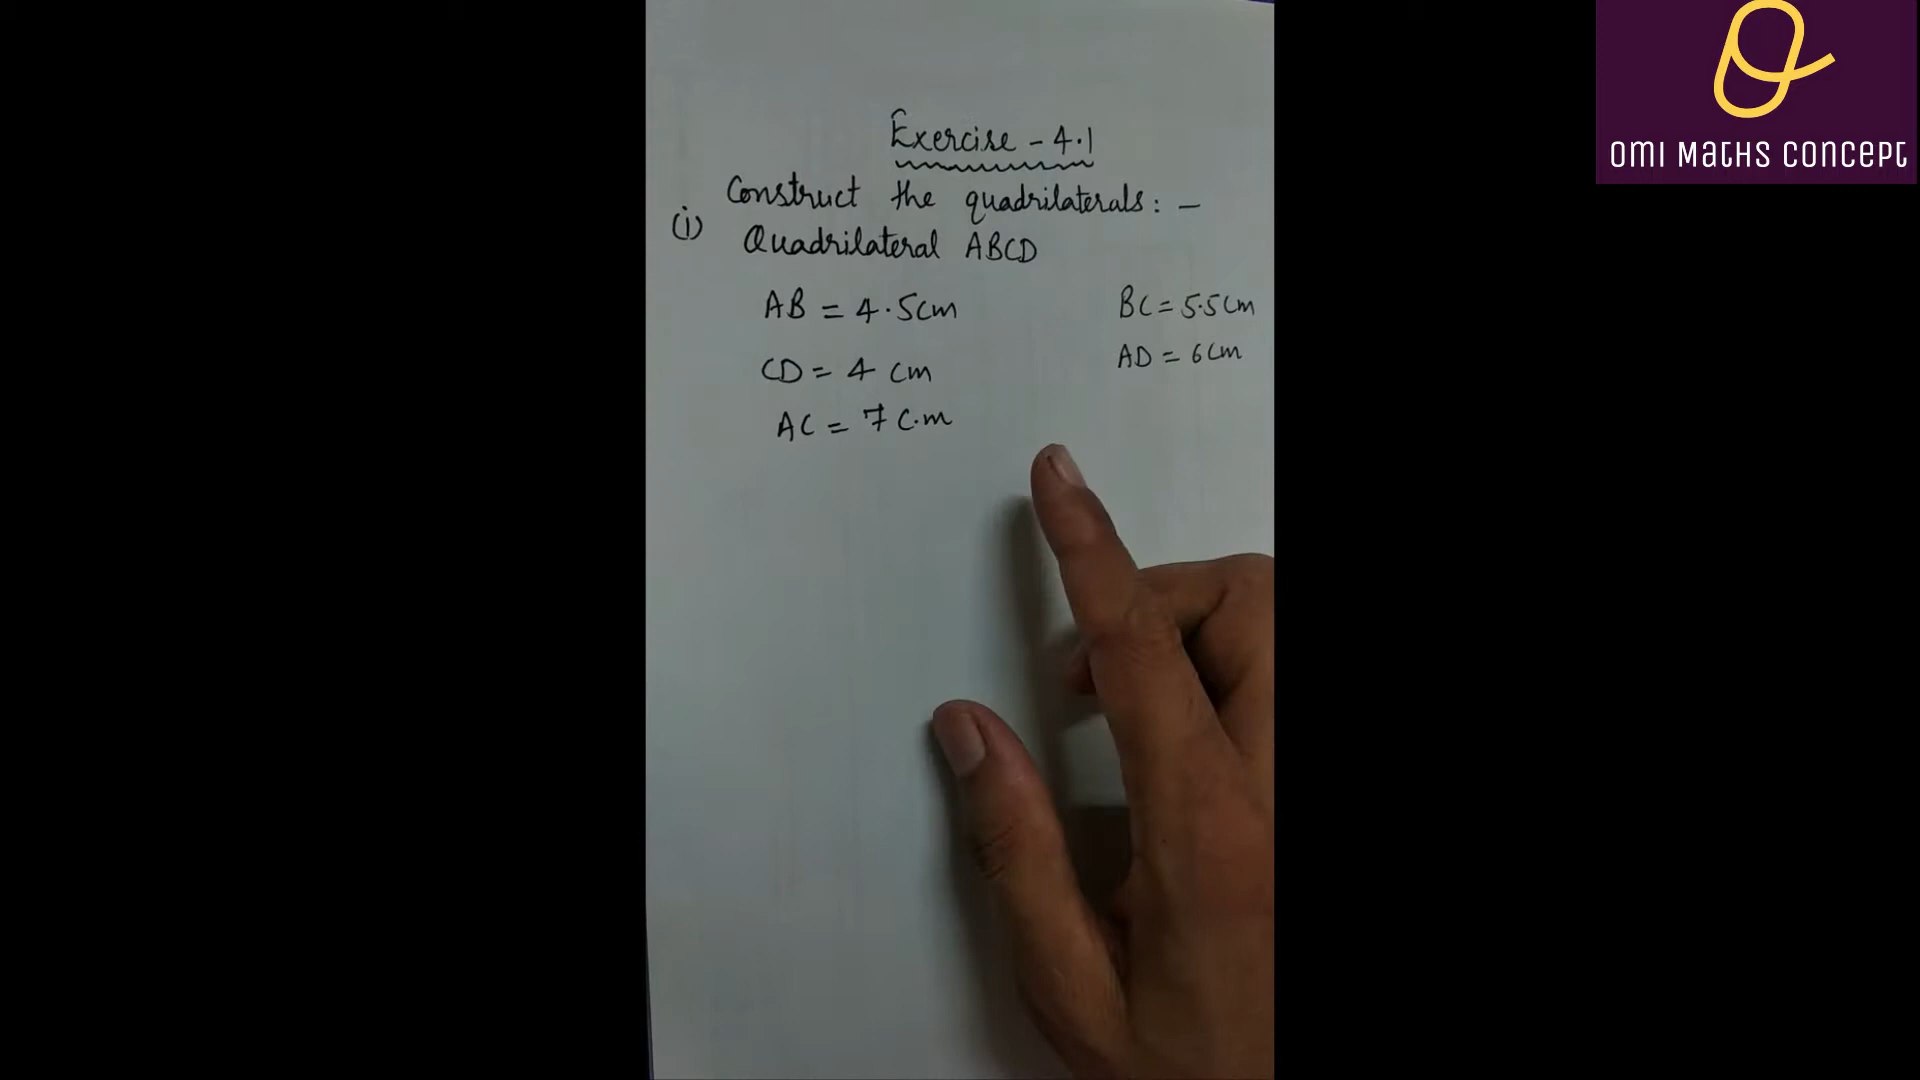 Exercise - 4.1
Construct the quadrilaterals: -
(i) Quadrilateral ABCD
AB = 4.5cm BC = 5.5cm
CD = 4 cm AD = 6cm
AC = 7 c.m
OMI MATHS CONCEPT